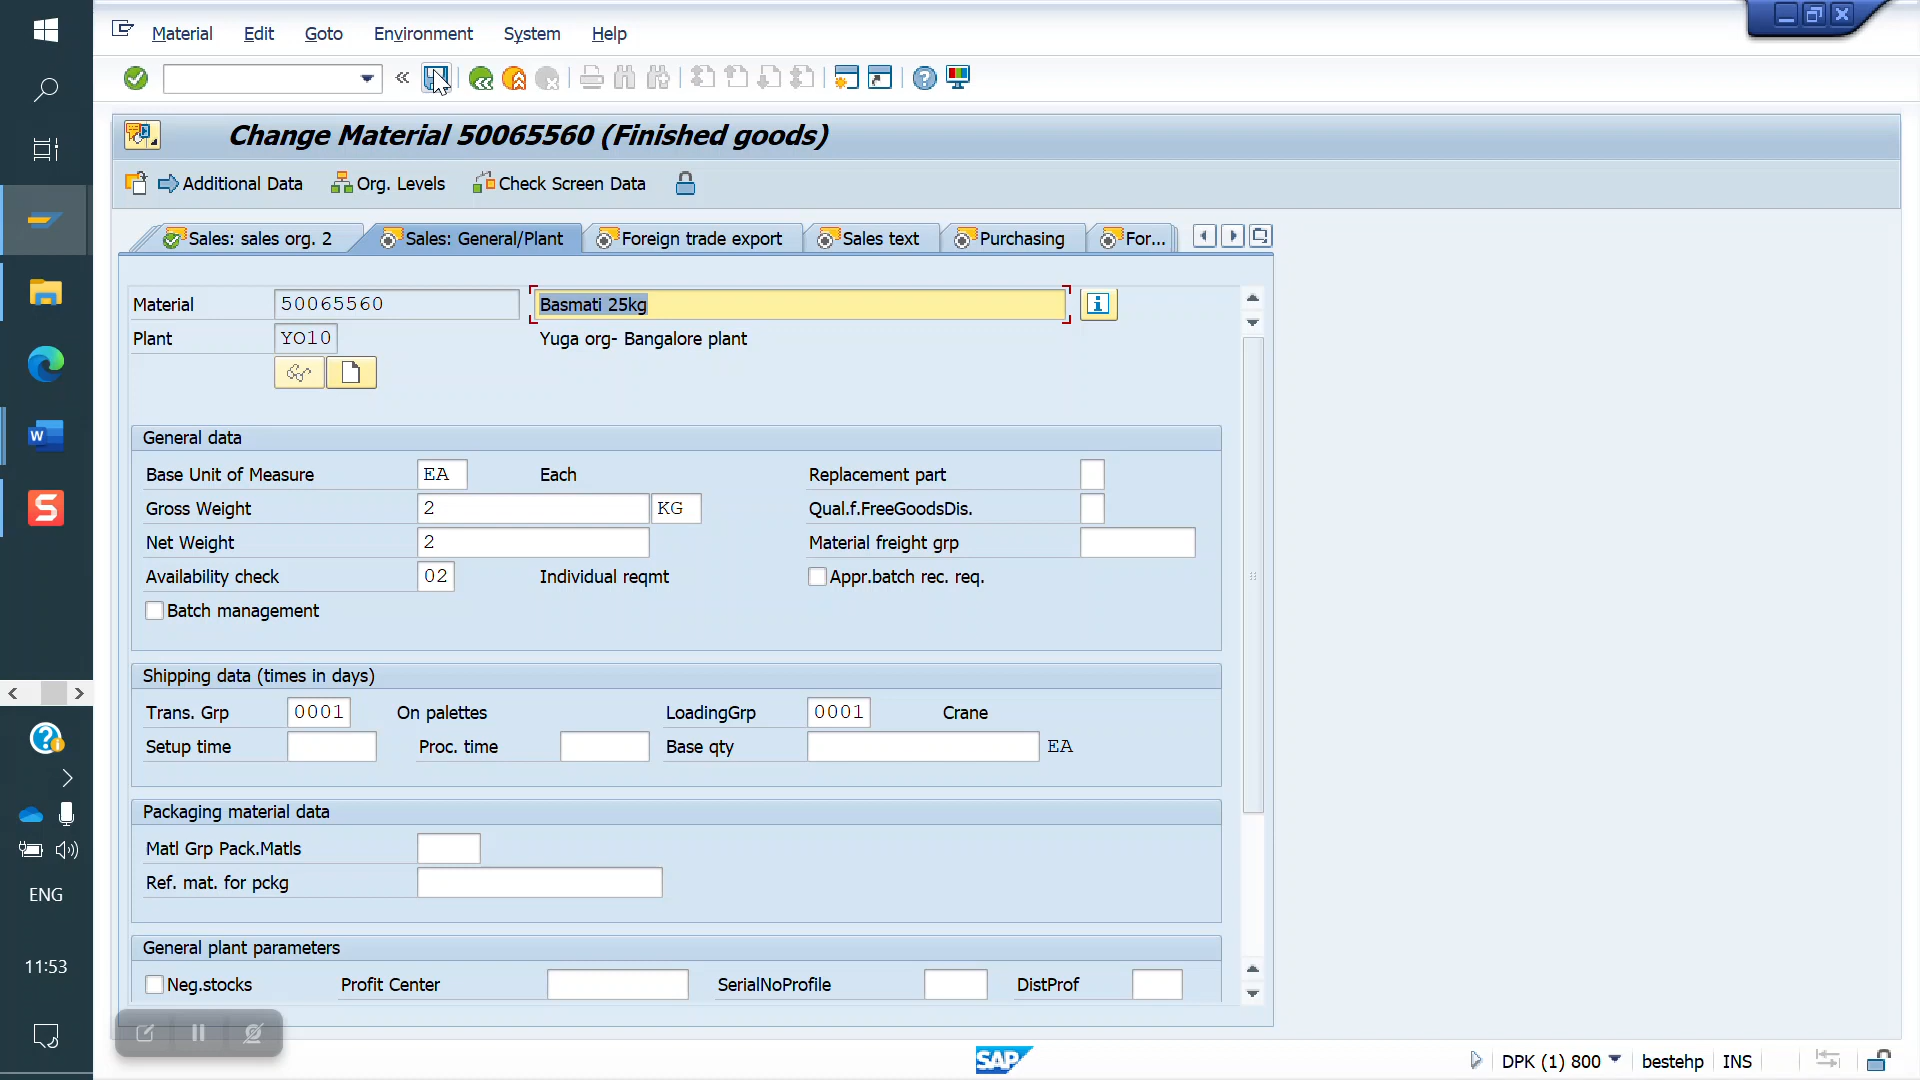 Material Edit Goto Environment System Help
Change Material 50065560 (Finished goods)
Additional Data Org. Levels Check Screen Data
Sales: sales org. 2 Sales: General/Plant Foreign trade export Sales text Purchasing For...
Material 50065560 Basmati 25kg
Plant YO10 Yuga org- Bangalore plant
General data
Base Unit of Measure EA Each Replacement part
Gross Weight 2 KG Qual.f.FreeGoodsDis.
Net Weight 2 Material freight grp
Availability check 02 Individual reqmt Appr.batch rec. req.
Batch management
Shipping data (times in days)
Trans. Grp 0001 On palettes LoadingGrp 0001 Crane
Setup time Proc. time Base qty EA
Packaging material data
Matl Grp Pack.Matls
Ref. mat. for pckg
General plant parameters
Neg.stocks Profit Center SerialNoProfile DistProf
SAP DPK (1) 800 bestehp INS
W
S
ENG
11:53